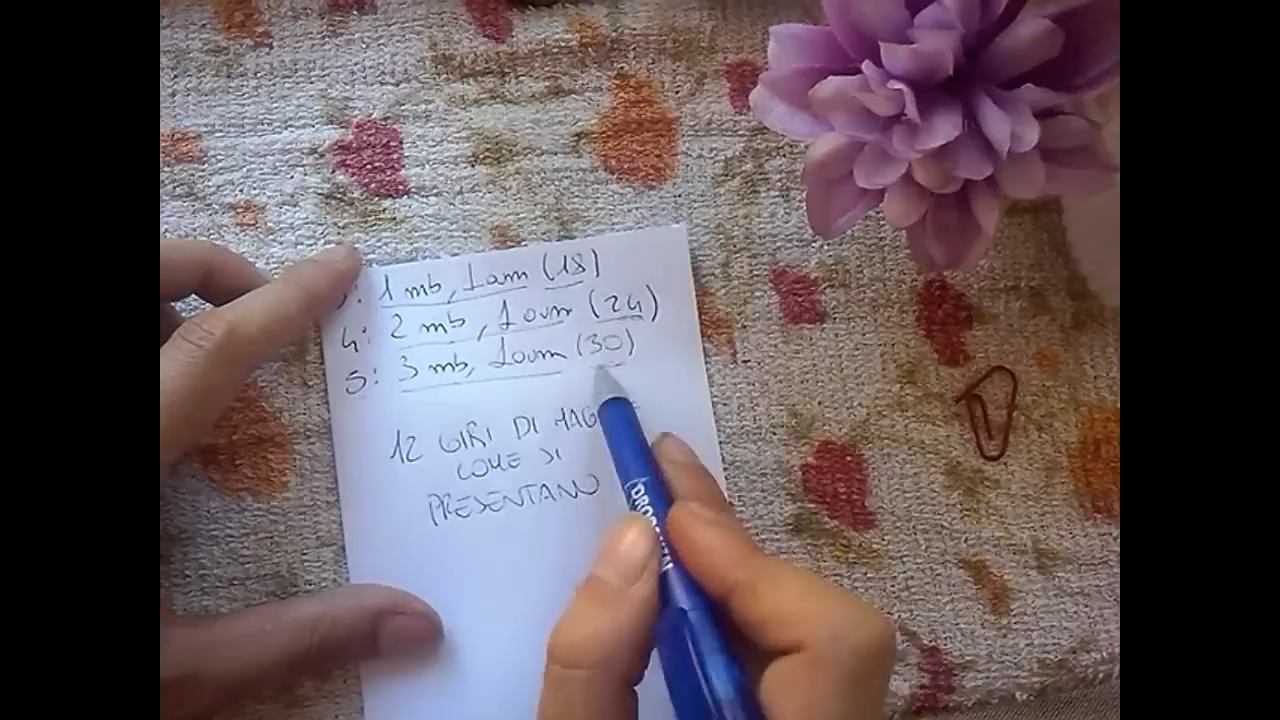 3: 1 mb, 1 aum (18)
4: 2 mb, 1 aum (24)
5: 3 mb, 1 aum (30)
12 GIRI DI
COME SI
PRESENTANO